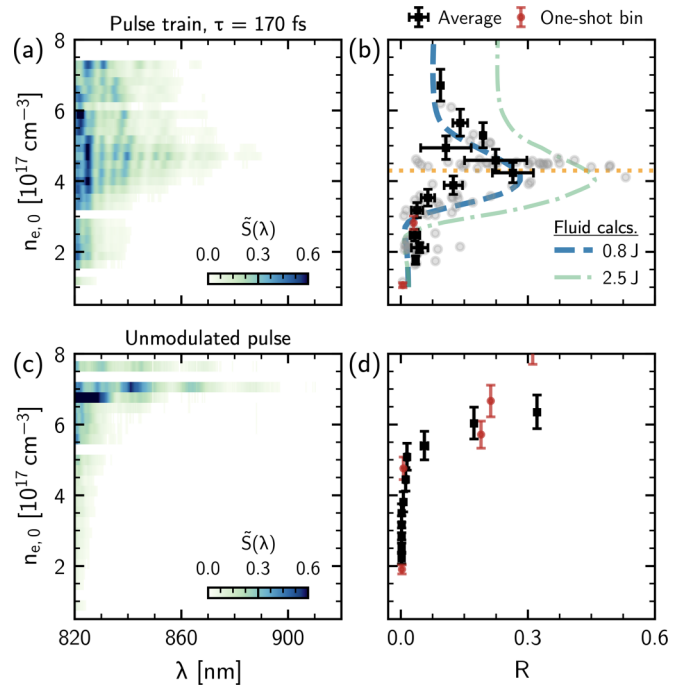 Average One-shot bin
Pulse train, τ = 170 fs
(a) (b)
8
6
4
2
n_e,0 [10^17 cm^−3]
S̃(λ)
0.0 0.3 0.6
Fluid calcs.
0.8 J
2.5 J
Unmodulated pulse
(c) (d)
8
6
4
2
n_e,0 [10^17 cm^−3]
S̃(λ)
0.0 0.3 0.6
820 860 900
λ [nm]
0.0 0.3 0.6
R